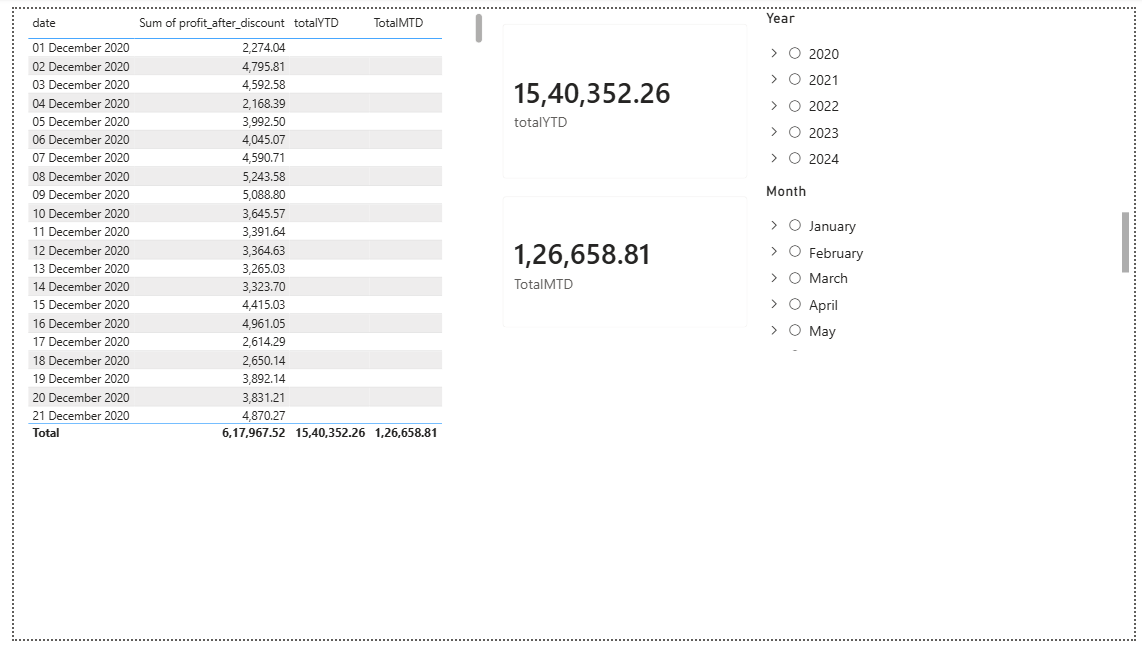 date Sum of profit_after_discount totalYTD TotalMTD
01 December 2020 2,274.04
02 December 2020 4,795.81
03 December 2020 4,592.58
04 December 2020 2,168.39
05 December 2020 3,992.50
06 December 2020 4,045.07
07 December 2020 4,590.71
08 December 2020 5,243.58
09 December 2020 5,088.80
10 December 2020 3,645.57
11 December 2020 3,391.64
12 December 2020 3,364.63
13 December 2020 3,265.03
14 December 2020 3,323.70
15 December 2020 4,415.03
16 December 2020 4,961.05
17 December 2020 2,614.29
18 December 2020 2,650.14
19 December 2020 3,892.14
20 December 2020 3,831.21
21 December 2020 4,870.27
Total 6,17,967.52 15,40,352.26 1,26,658.81
15,40,352.26
totalYTD
1,26,658.81
TotalMTD
Year
2020
2021
2022
2023
2024
Month
January
February
March
April
May